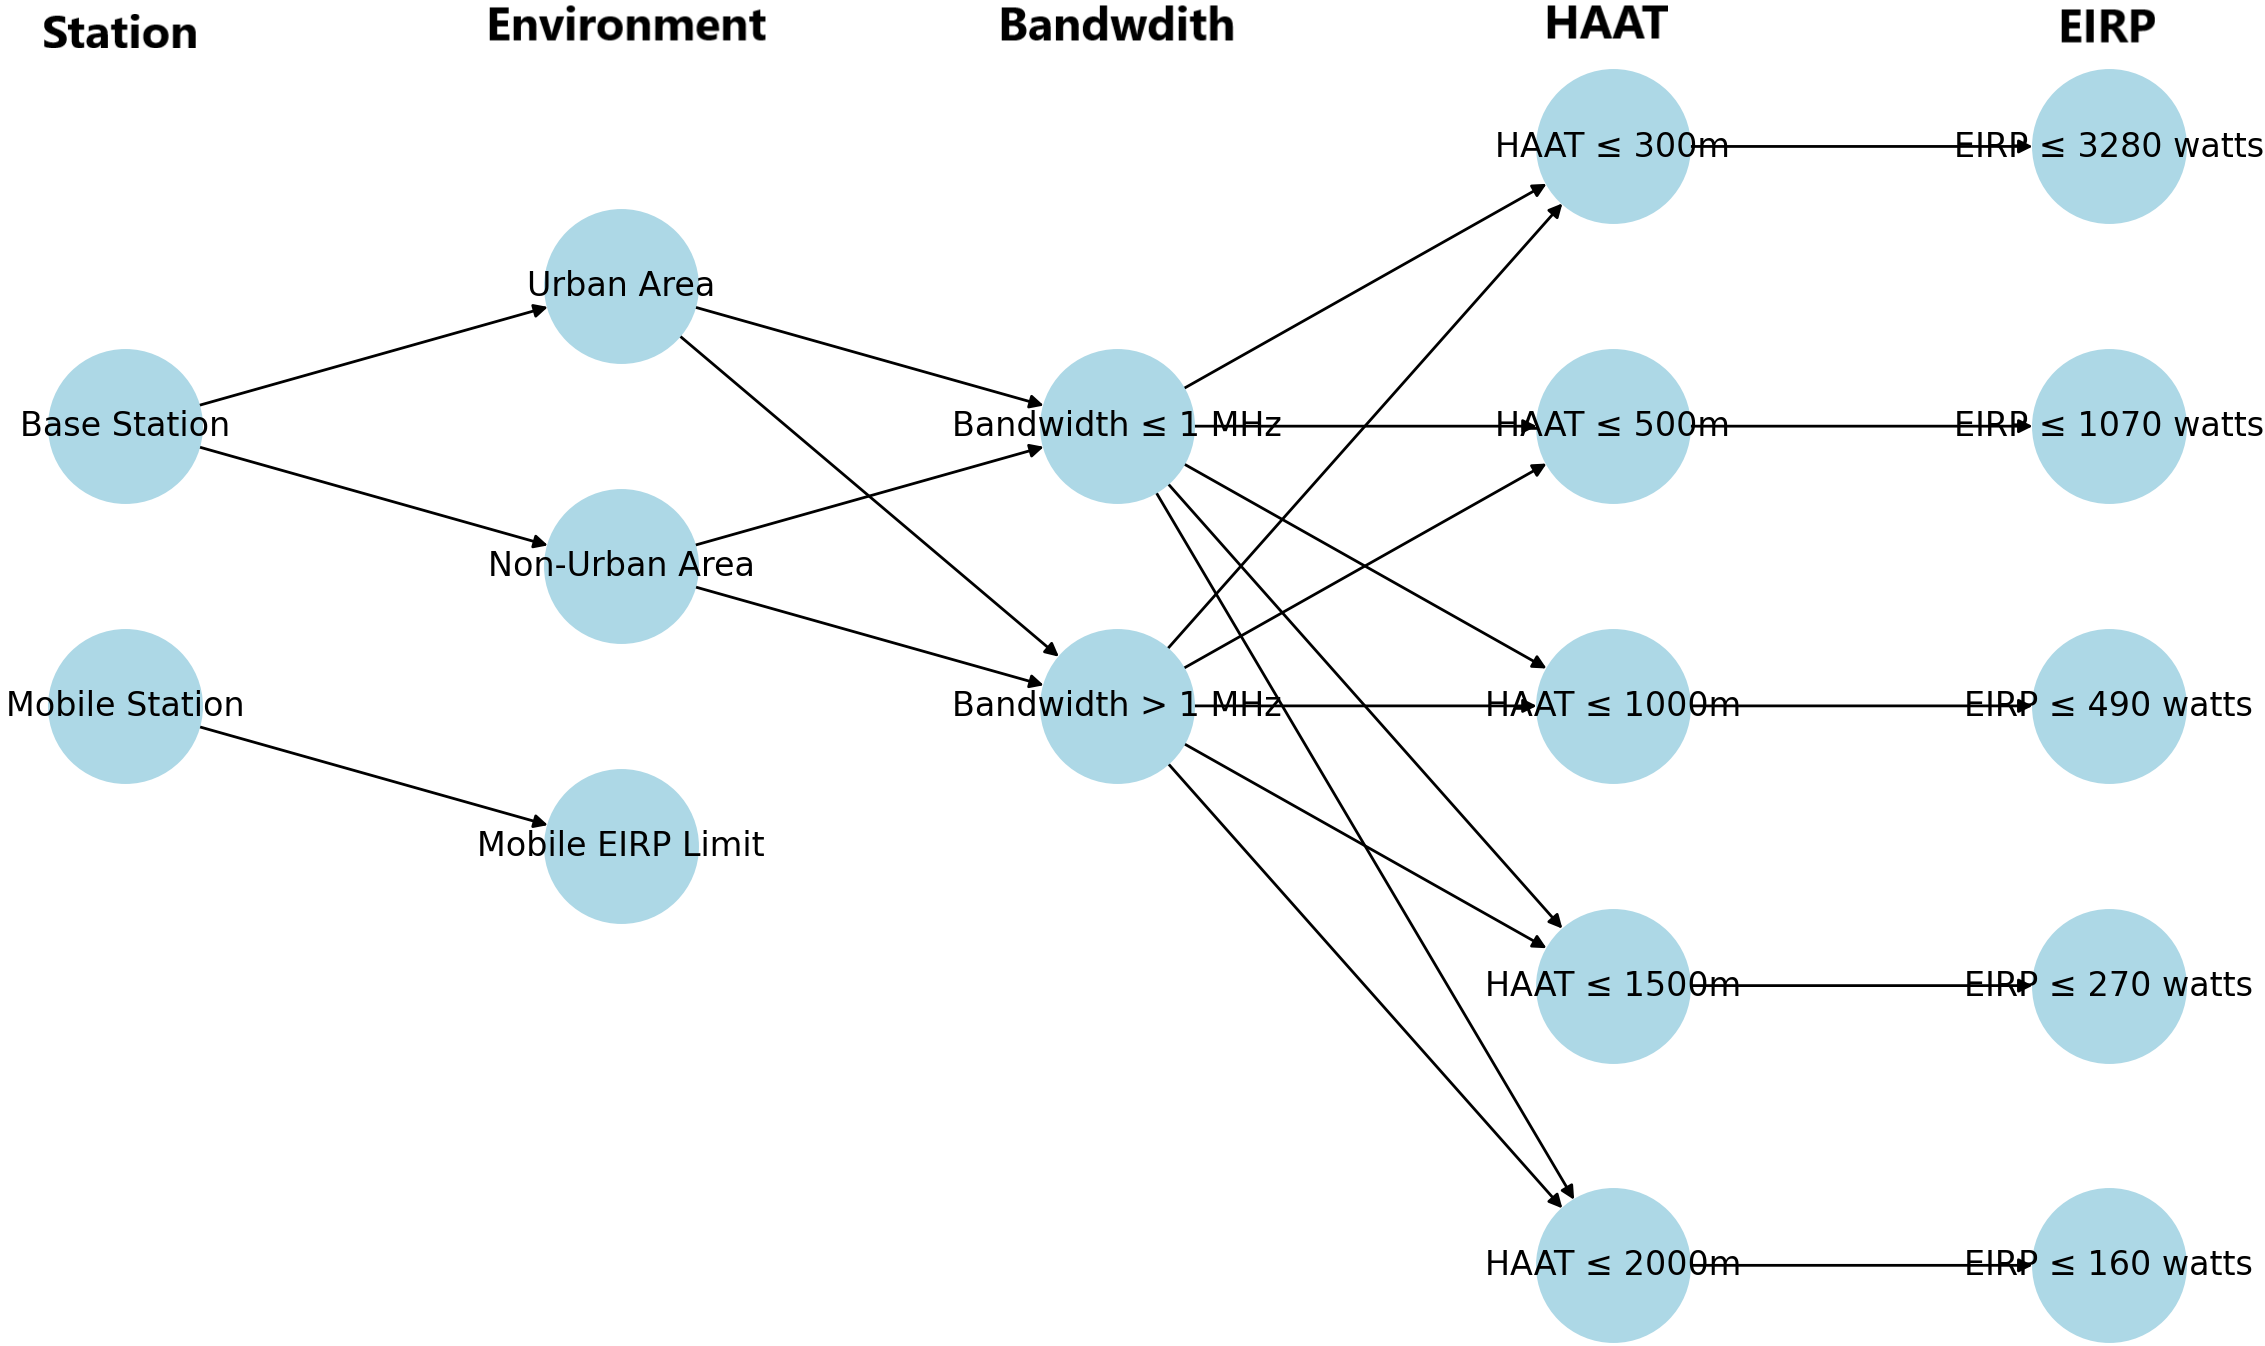 Station
Environment
Bandwdith
HAAT
EIRP
Base Station
Mobile Station
Urban Area
Non-Urban Area
Mobile EIRP Limit
Bandwidth ≤ 1 MHz
Bandwidth > 1 MHz
HAAT ≤ 300m
HAAT ≤ 500m
HAAT ≤ 1000m
HAAT ≤ 1500m
HAAT ≤ 2000m
EIRP ≤ 3280 watts
EIRP ≤ 1070 watts
EIRP ≤ 490 watts
EIRP ≤ 270 watts
EIRP ≤ 160 watts